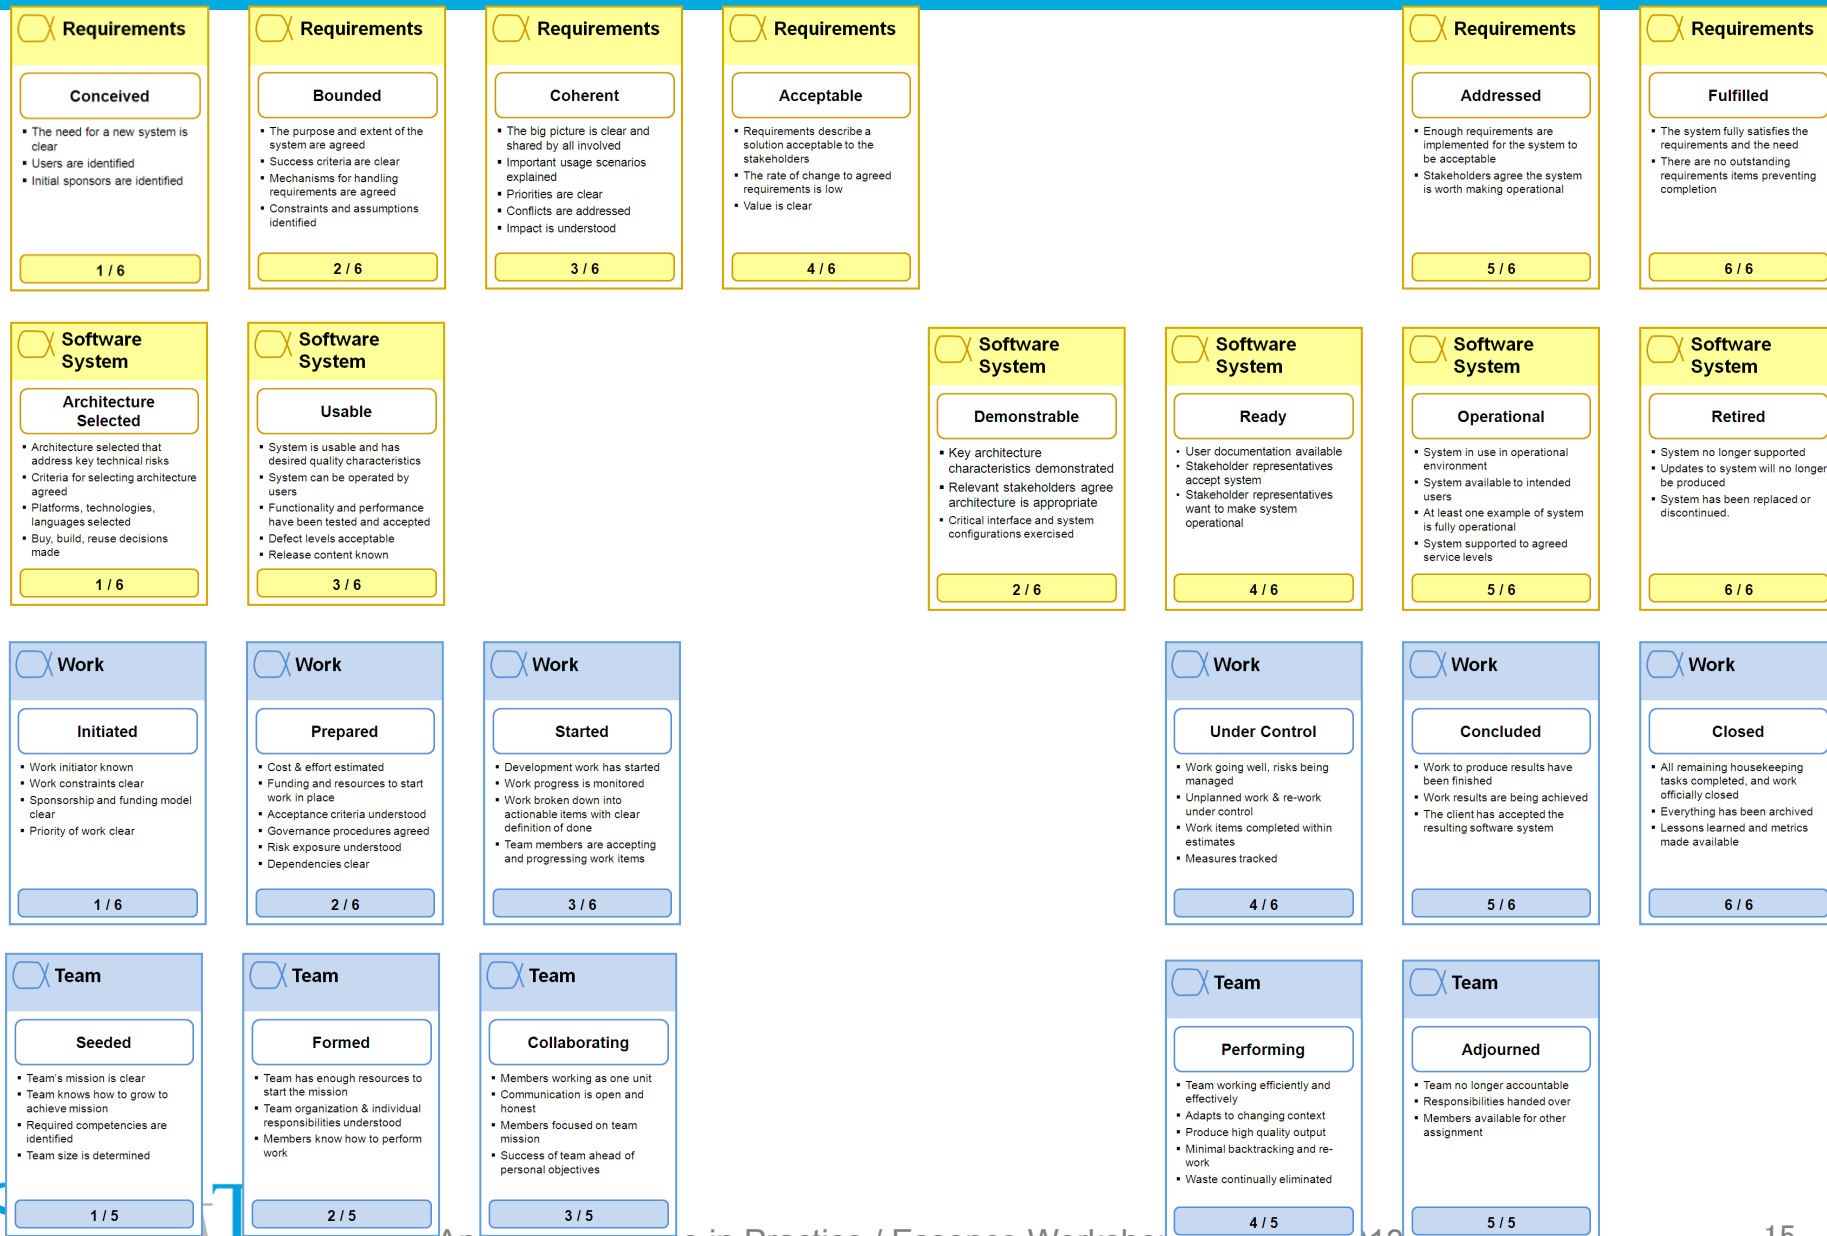 Requirements
Conceived
▪ The need for a new system is
clear
▪ Users are identified
▪ Initial sponsors are identified
1 / 6
Requirements
Bounded
▪ The purpose and extent of the
system are agreed
▪ Success criteria are clear
▪ Mechanisms for handling
requirements are agreed
▪ Constraints and assumptions
identified
2 / 6
Requirements
Coherent
▪ The big picture is clear and
shared by all involved
▪ Important usage scenarios
explained
▪ Priorities are clear
▪ Conflicts are addressed
▪ Impact is understood
3 / 6
Requirements
Acceptable
▪ Requirements describe a
solution acceptable to the
stakeholders
▪ The rate of change to agreed
requirements is low
▪ Value is clear
4 / 6
Requirements
Addressed
▪ Enough requirements are
implemented for the system to
be acceptable
▪ Stakeholders agree the system
is worth making operational
5 / 6
Requirements
Fulfilled
▪ The system fully satisfies the
requirements and the need
▪ There are no outstanding
requirements items preventing
completion
6 / 6
Software
System
Architecture
Selected
▪ Architecture selected that
address key technical risks
▪ Criteria for selecting architecture
agreed
▪ Platforms, technologies,
languages selected
▪ Buy, build, reuse decisions
made
1 / 6
Software
System
Usable
▪ System is usable and has
desired quality characteristics
▪ System can be operated by
users
▪ Functionality and performance
have been tested and accepted
▪ Defect levels acceptable
▪ Release content known
3 / 6
Software
System
Demonstrable
▪ Key architecture
characteristics demonstrated
▪ Relevant stakeholders agree
architecture is appropriate
▪ Critical interface and system
configurations exercised
2 / 6
Software
System
Ready
• User documentation available
• Stakeholder representatives
accept system
• Stakeholder representatives
want to make system
operational
4 / 6
Software
System
Operational
▪ System in use in operational
environment
▪ System available to intended
users
▪ At least one example of system
is fully operational
▪ System supported to agreed
service levels
5 / 6
Software
System
Retired
▪ System no longer supported
▪ Updates to system will no longer
be produced
▪ System has been replaced or
discontinued.
6 / 6
Work
Initiated
▪ Work initiator known
▪ Work constraints clear
▪ Sponsorship and funding model
clear
▪ Priority of work clear
1 / 6
Work
Prepared
▪ Cost & effort estimated
▪ Funding and resources to start
work in place
▪ Acceptance criteria understood
▪ Governance procedures agreed
▪ Risk exposure understood
▪ Dependencies clear
2 / 6
Work
Started
▪ Development work has started
▪ Work progress is monitored
▪ Work broken down into
actionable items with clear
definition of done
▪ Team members are accepting
and progressing work items
3 / 6
Work
Under Control
▪ Work going well, risks being
managed
▪ Unplanned work & re-work
under control
▪ Work items completed within
estimates
▪ Measures tracked
4 / 6
Work
Concluded
▪ Work to produce results have
been finished
▪ Work results are being achieved
▪ The client has accepted the
resulting software system
5 / 6
Work
Closed
▪ All remaining housekeeping
tasks completed, and work
officially closed
▪ Everything has been archived
▪ Lessons learned and metrics
made available
6 / 6
Team
Seeded
▪ Team's mission is clear
▪ Team knows how to grow to
achieve mission
▪ Required competencies are
identified
▪ Team size is determined
1 / 5
Team
Formed
▪ Team has enough resources to
start the mission
▪ Team organization & individual
responsibilities understood
▪ Members know how to perform
work
2 / 5
Team
Collaborating
▪ Members working as one unit
▪ Communication is open and
honest
▪ Members focused on team
mission
▪ Success of team ahead of
personal objectives
3 / 5
Team
Performing
▪ Team working efficiently and
effectively
▪ Adapts to changing context
▪ Produce high quality output
▪ Minimal backtracking and re-
work
▪ Waste continually eliminated
4 / 5
Team
Adjourned
▪ Team no longer accountable
▪ Responsibilities handed over
▪ Members available for other
assignment
5 / 5
in Practice / Essence
15